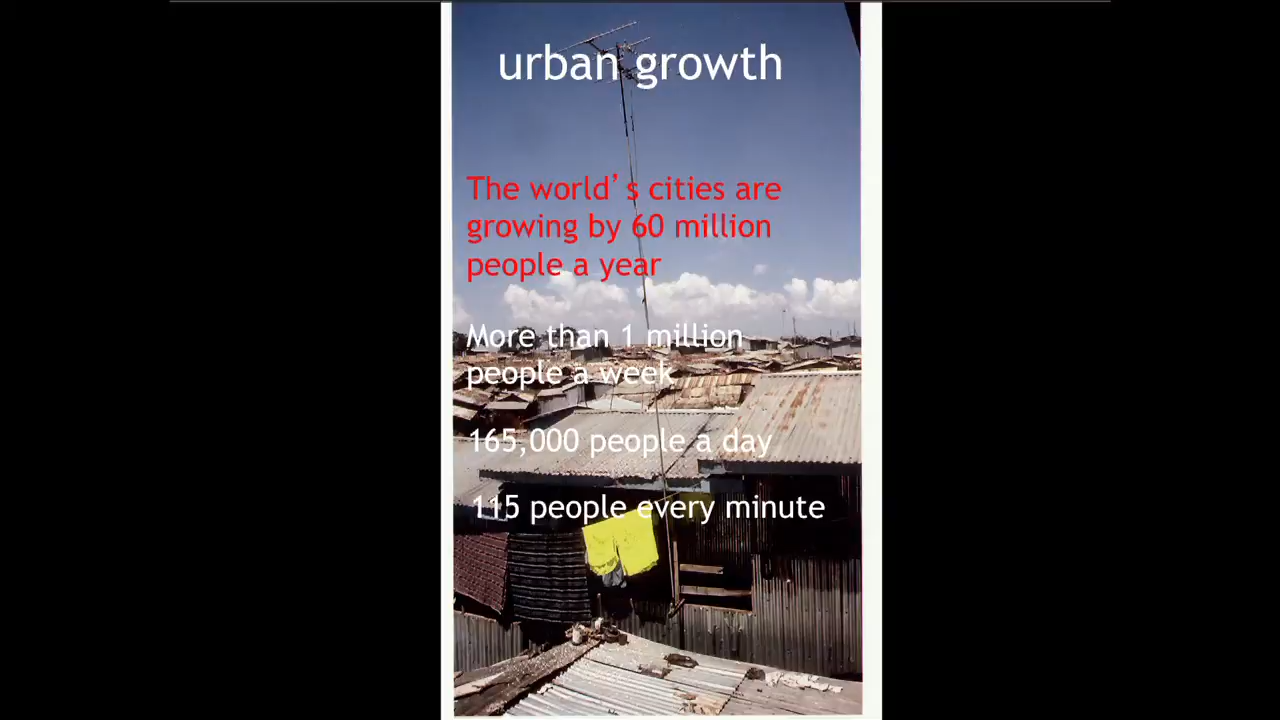 urban growth
The world’s cities are
growing by 60 million
people a year
More than 1 million
people a week
165,000 people a day
115 people every minute